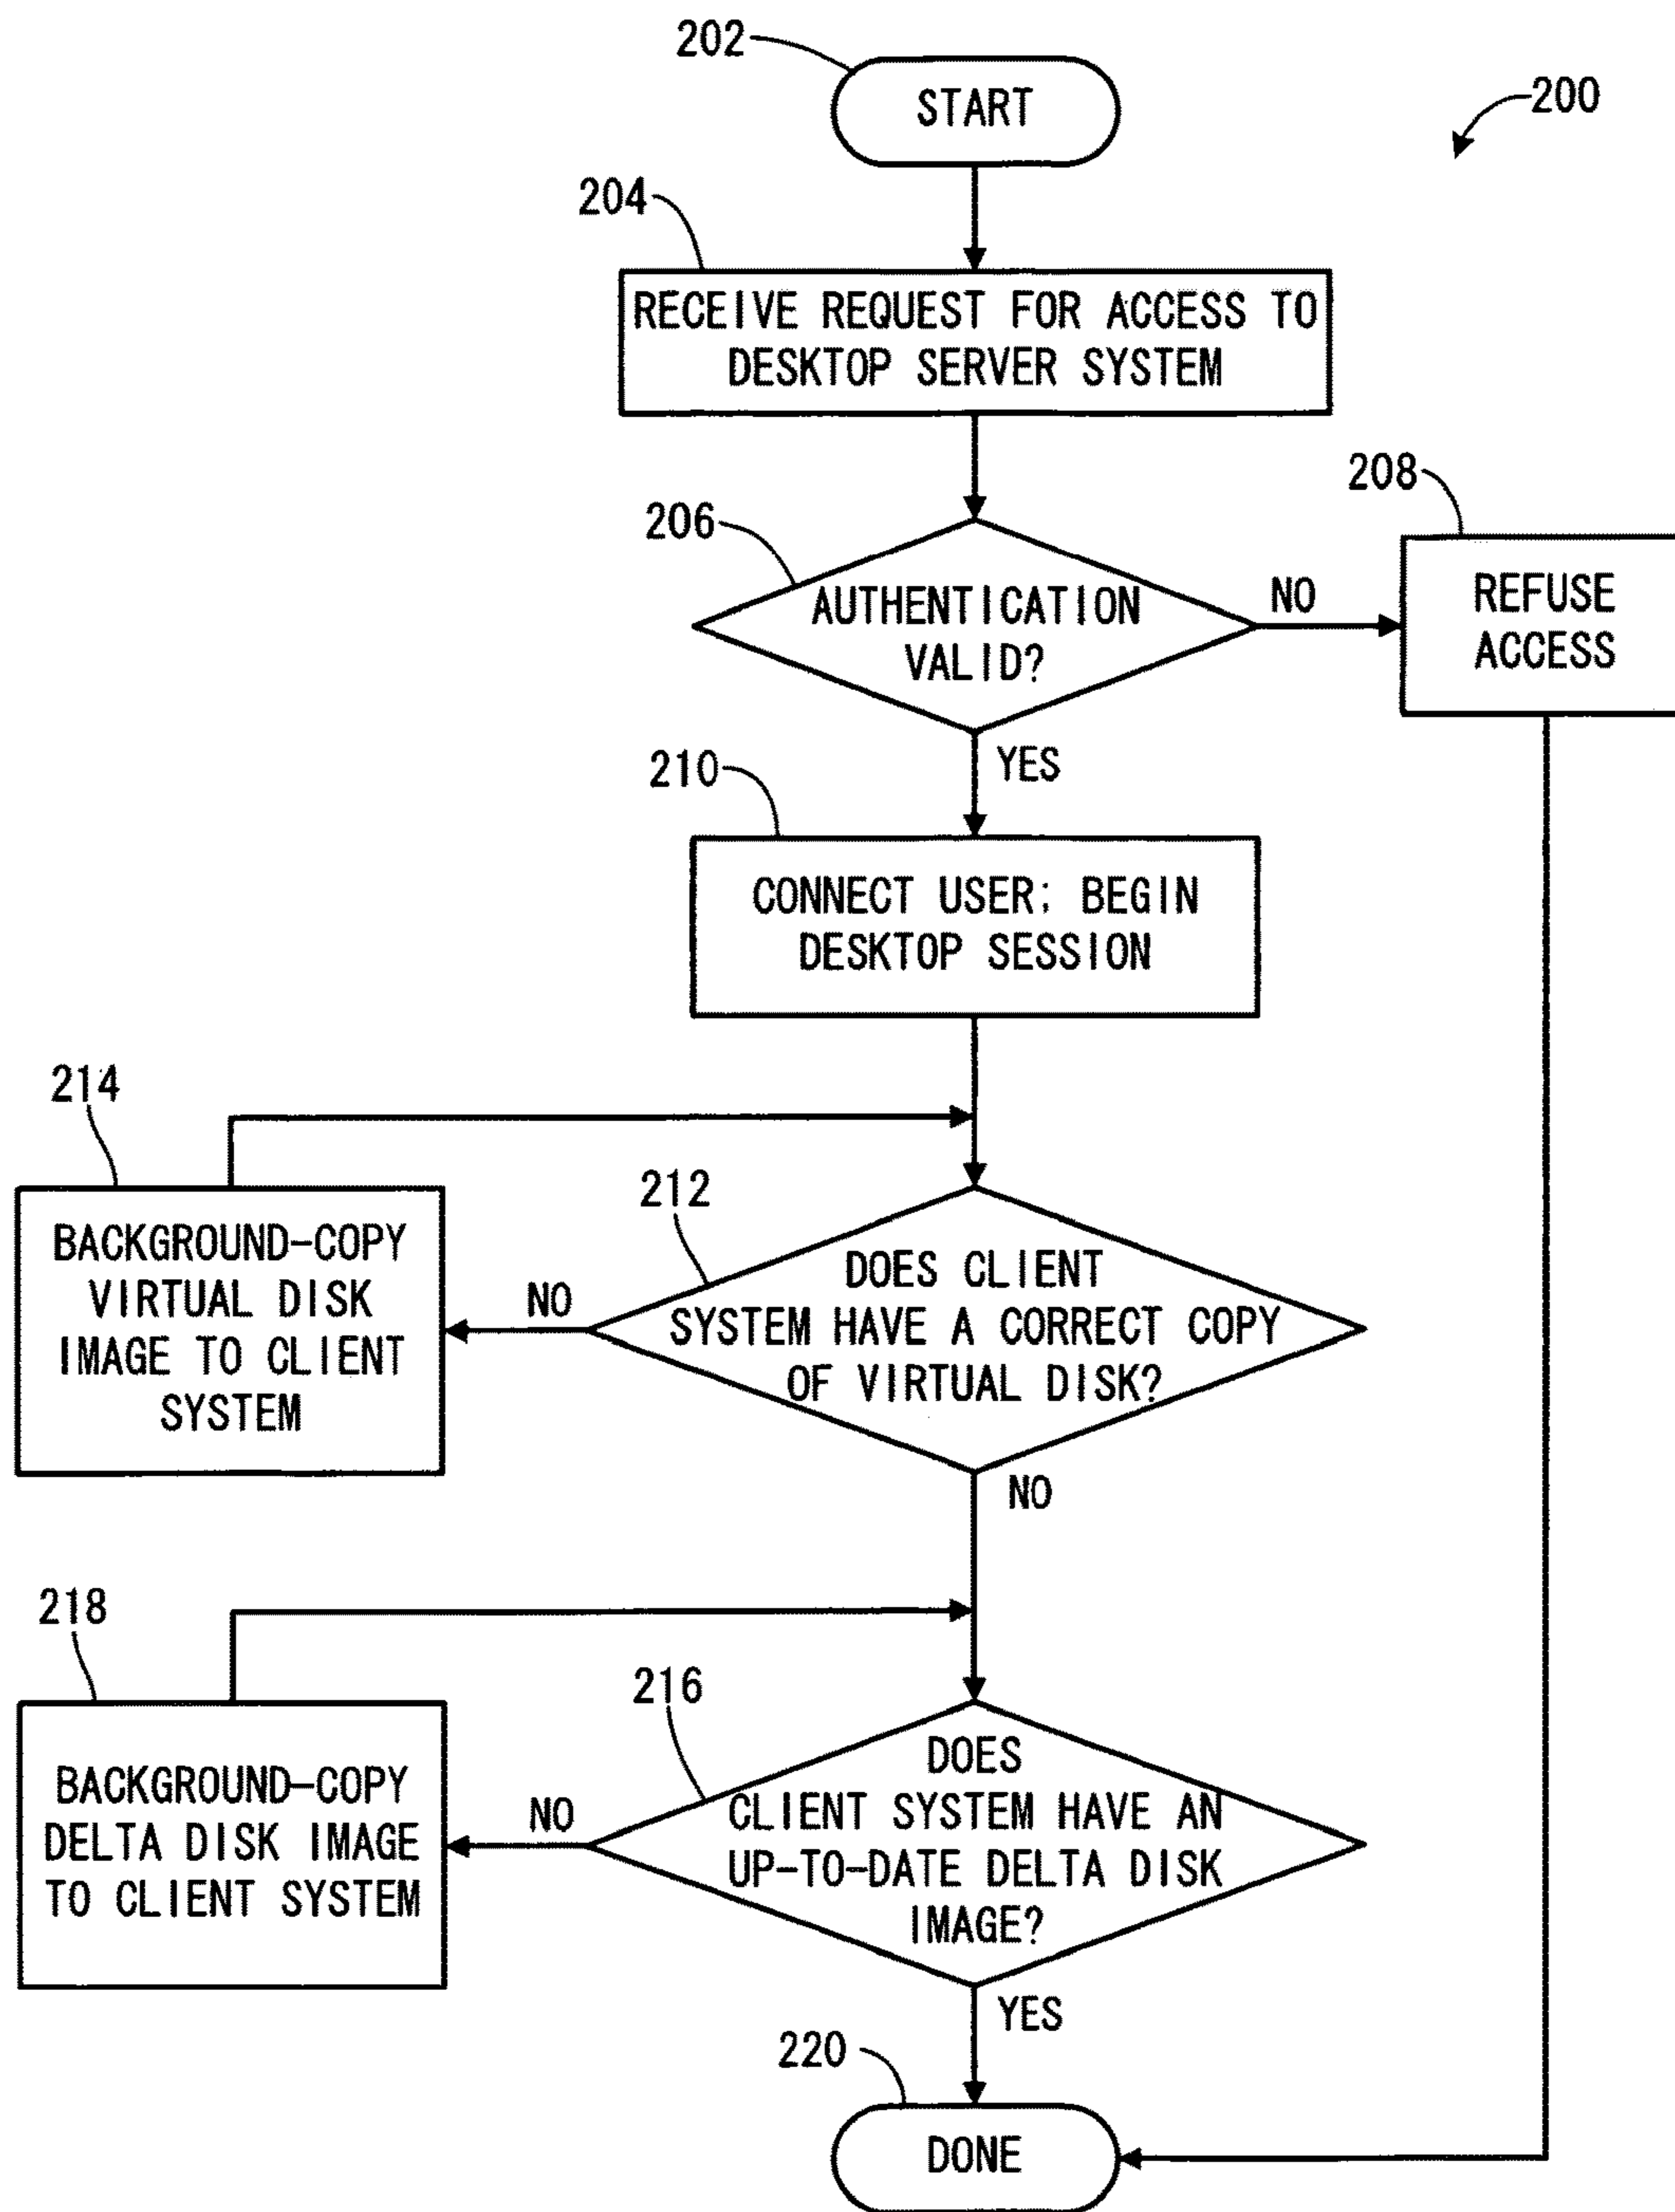 202
START
200
204
RECEIVE REQUEST FOR ACCESS TO
DESKTOP SERVER SYSTEM
208
206
AUTHENTICATION
VALID?
NO
REFUSE
ACCESS
YES
210
CONNECT USER; BEGIN
DESKTOP SESSION
214
BACKGROUND-COPY
VIRTUAL DISK
IMAGE TO CLIENT
SYSTEM
212
NO
DOES CLIENT
SYSTEM HAVE A CORRECT COPY
OF VIRTUAL DISK?
NO
218
BACKGROUND-COPY
DELTA DISK IMAGE
TO CLIENT SYSTEM
216
NO
DOES
CLIENT SYSTEM HAVE AN
UP-TO-DATE DELTA DISK
IMAGE?
YES
220
DONE